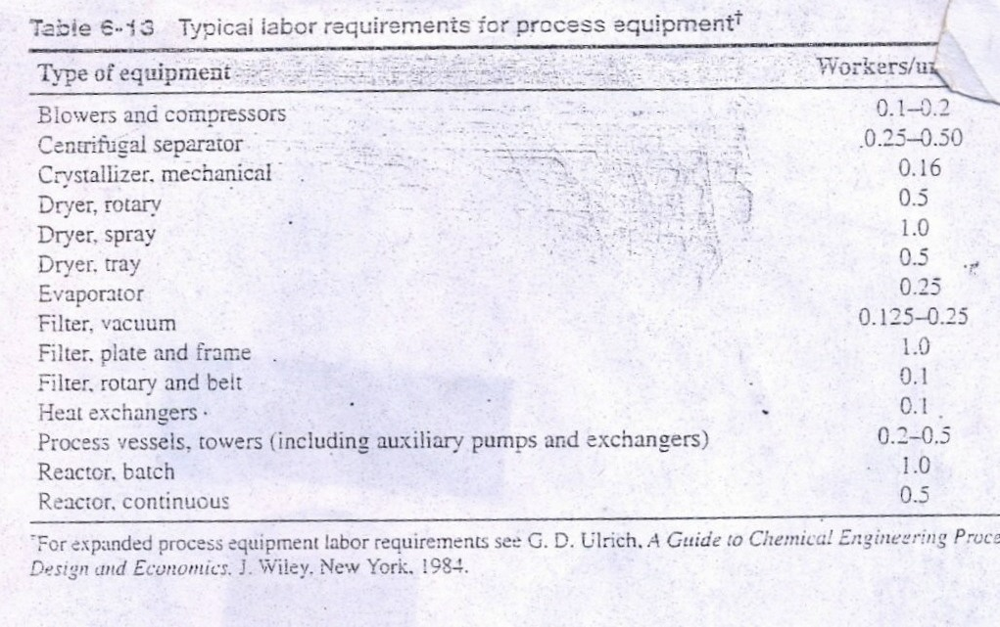 Table 6-13 Typical labor requirements for process equipment†
Type of equipment Workers/
Blowers and compressors 0.1–0.2
Centrifugal separator 0.25–0.50
Crystallizer, mechanical 0.16
Dryer, rotary 0.5
Dryer, spray 1.0
Dryer, tray 0.5
Evaporator 0.25
Filter, vacuum 0.125–0.25
Filter, plate and frame 1.0
Filter, rotary and belt 0.1
Heat exchangers 0.1
Process vessels, towers (including auxiliary pumps and exchangers) 0.2–0.5
Reactor, batch 1.0
Reactor, continuous 0.5
†For expanded process equipment labor requirements see G. D. Ulrich, A Guide to Chemical Engineering
Design and Economics, J. Wiley, New York, 1984.